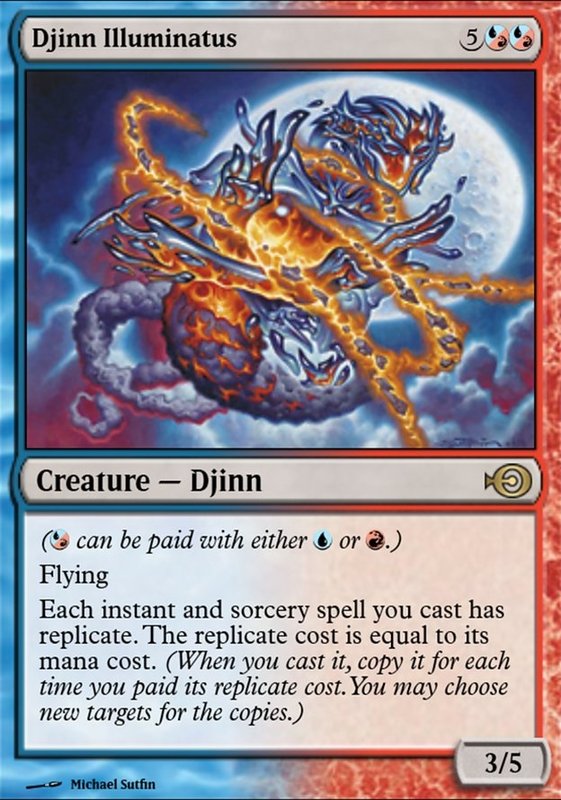 Djinn Illuminatus 5
Creature — Djinn
( can be paid with either or .)
Flying
Each instant and sorcery spell you cast has
replicate. The replicate cost is equal to its
mana cost. (When you cast it, copy it for each
time you paid its replicate cost. You may choose
new targets for the copies.)
3/5
Michael Sutfin